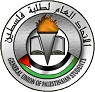 الاتحاد العام لطلبة فلسطين
GENERAL UNION OF PALESTINIAN STUDENTS